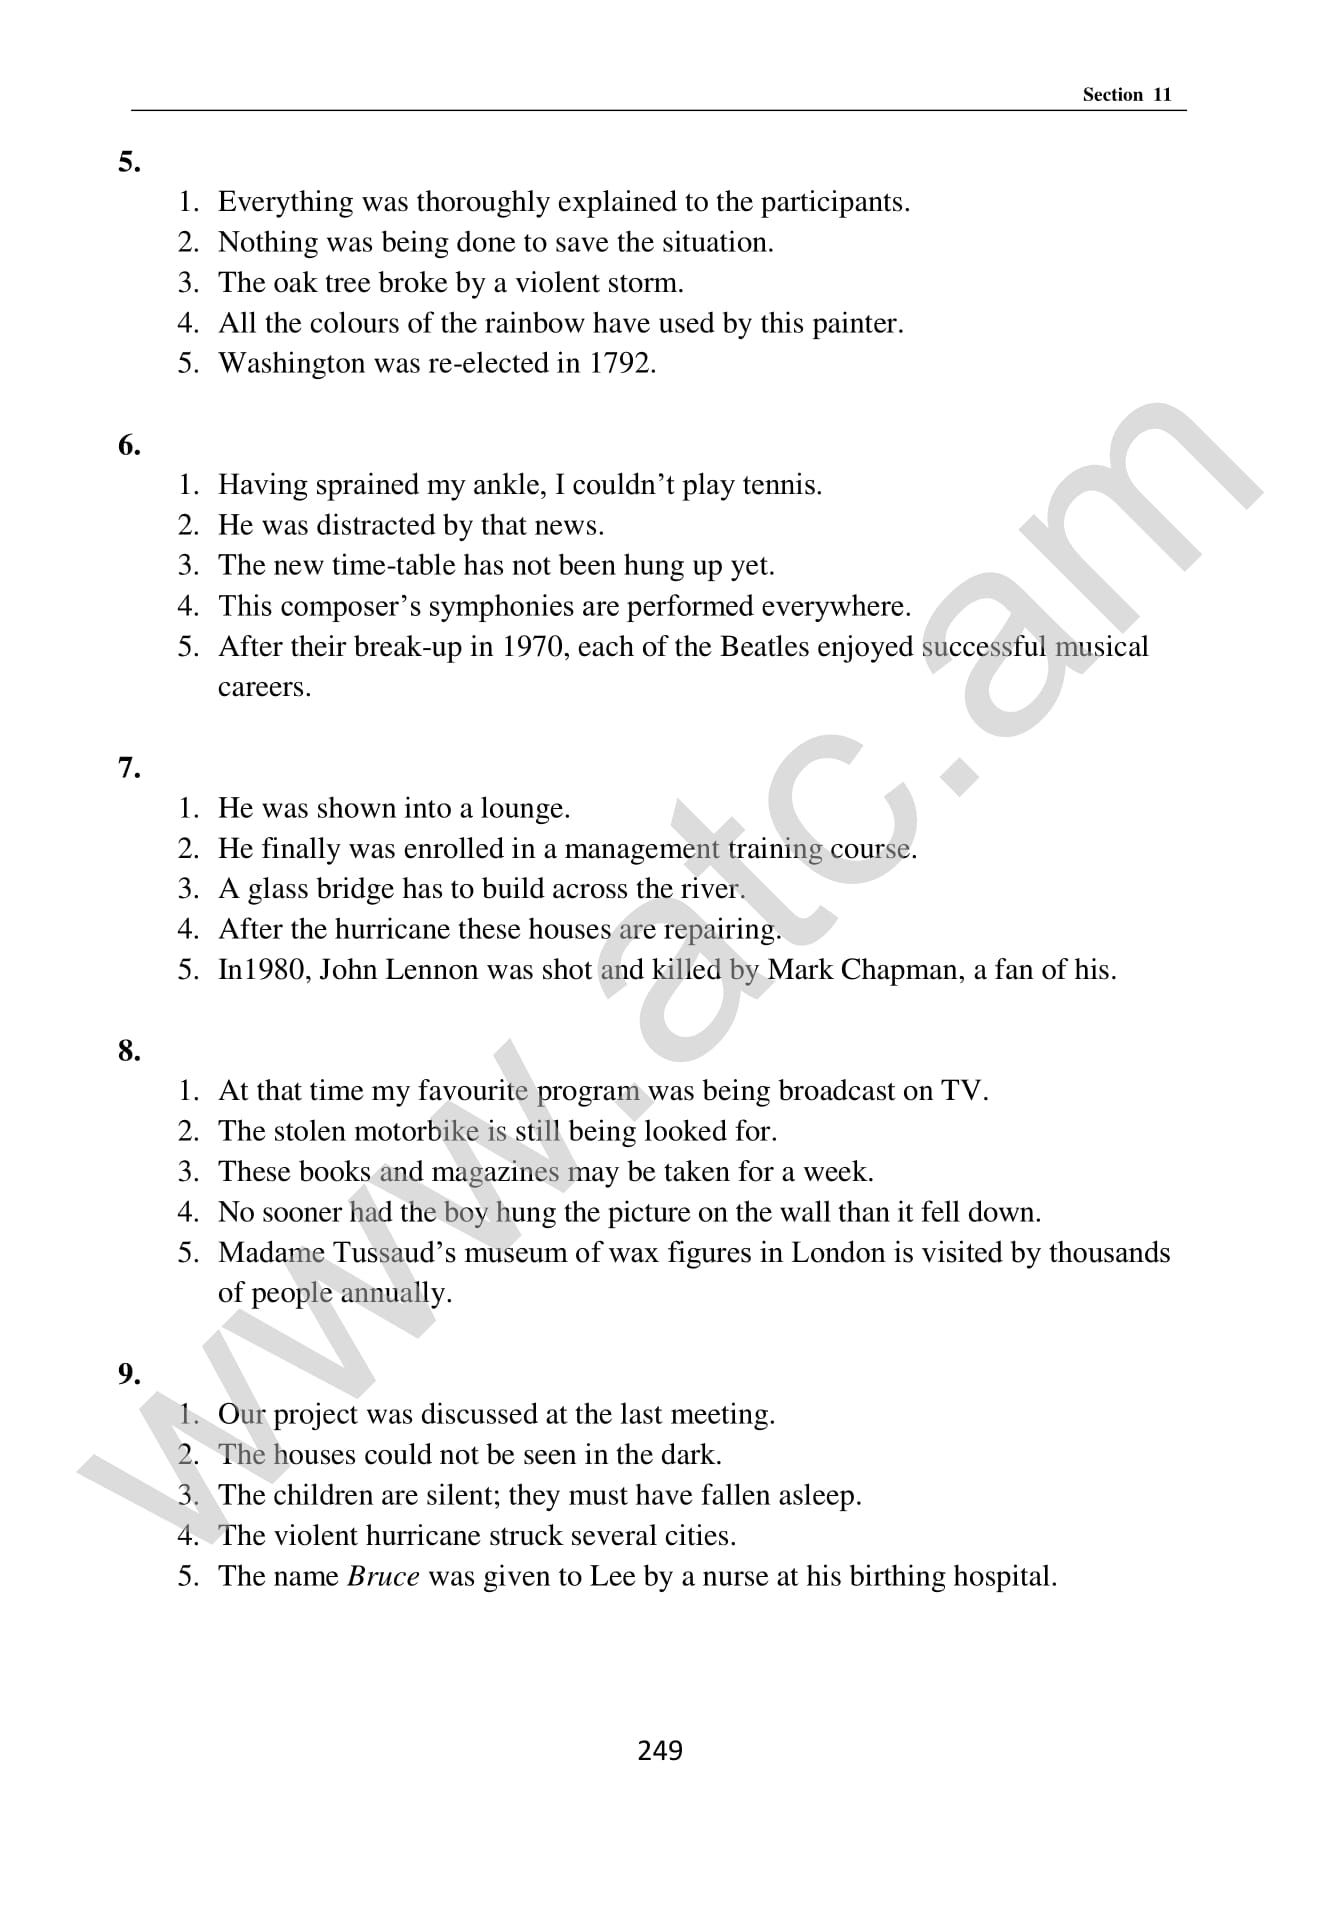 Section 11
5.
1. Everything was thoroughly explained to the participants.
2. Nothing was being done to save the situation.
3. The oak tree broke by a violent storm.
4. All the colours of the rainbow have used by this painter.
5. Washington was re-elected in 1792.
6.
1. Having sprained my ankle, I couldn’t play tennis.
2. He was distracted by that news.
3. The new time-table has not been hung up yet.
4. This composer’s symphonies are performed everywhere.
5. After their break-up in 1970, each of the Beatles enjoyed successful musical
careers.
7.
1. He was shown into a lounge.
2. He finally was enrolled in a management training course.
3. A glass bridge has to build across the river.
4. After the hurricane these houses are repairing.
5. In1980, John Lennon was shot and killed by Mark Chapman, a fan of his.
8.
1. At that time my favourite program was being broadcast on TV.
2. The stolen motorbike is still being looked for.
3. These books and magazines may be taken for a week.
4. No sooner had the boy hung the picture on the wall than it fell down.
5. Madame Tussaud’s museum of wax figures in London is visited by thousands
of people annually.
9.
1. Our project was discussed at the last meeting.
2. The houses could not be seen in the dark.
3. The children are silent; they must have fallen asleep.
4. The violent hurricane struck several cities.
5. The name Bruce was given to Lee by a nurse at his birthing hospital.
249
www.atc.am